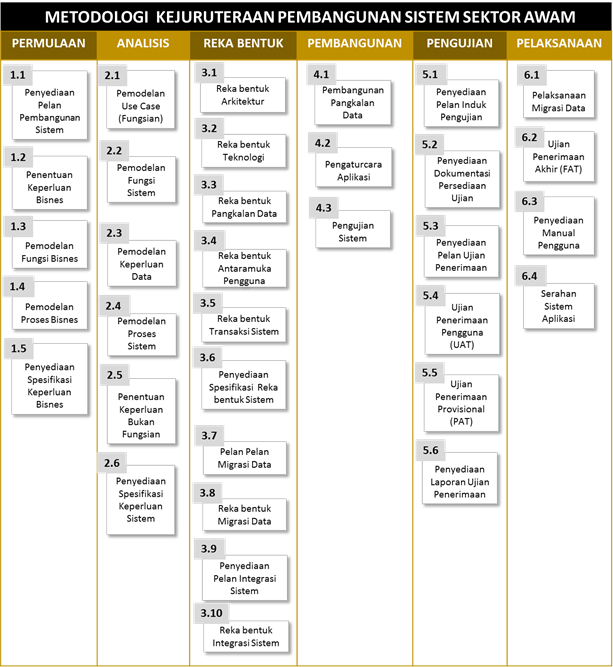 METODOLOGI KEJURUTERAAN PEMBANGUNAN SISTEM SEKTOR AWAM
PERMULAAN
1.1
Penyediaan
Pelan
Pembangunan
Sistem
1.2
Penentuan
Keperluan
Bisnes
1.3
Pemodelan
Fungsi Bisnes
1.4
Pemodelan
Proses Bisnes
1.5
Penyediaan
Spesifikasi
Keperluan
Bisnes
ANALISIS
2.1
Pemodelan
Use Case
(Fungsian)
2.2
Pemodelan
Fungsi
Sistem
2.3
Pemodelan
Keperluan
Data
2.4
Pemodelan
Proses
Sistem
2.5
Penentuan
Keperluan
Bukan
Fungsian
2.6
Penyediaan
Spesifikasi
Keperluan
Sistem
REKA BENTUK
3.1
Reka bentuk
Arkitektur
3.2
Reka bentuk
Teknologi
3.3
Reka bentuk
Pangkalan Data
3.4
Reka bentuk
Antaramuka
Pengguna
3.5
Reka bentuk
Transaksi Sistem
3.6
Penyediaan
Spesifikasi Reka
bentuk Sistem
3.7
Pelan Pelan
Migrasi Data
3.8
Reka bentuk
Migrasi Data
3.9
Penyediaan
Pelan Integrasi
Sistem
3.10
Reka bentuk
Integrasi Sistem
PEMBANGUNAN
4.1
Pembangunan
Pangkalan
Data
4.2
Pengaturcara
Aplikasi
4.3
Pengujian
Sistem
PENGUJIAN
5.1
Penyediaan
Pelan Induk
Pengujian
5.2
Penyediaan
Dokumentasi
Persediaan
Ujian
5.3
Penyediaan
Pelan Ujian
Penerimaan
5.4
Ujian
Penerimaan
Pengguna
(UAT)
5.5
Ujian
Penerimaan
Provisional
(PAT)
5.6
Penyediaan
Laporan Ujian
Penerimaan
PELAKSANAAN
6.1
Pelaksanaan
Migrasi Data
6.2
Ujian
Penerimaan
Akhir (FAT)
6.3
Penyediaan
Manual
Pengguna
6.4
Serahan
Sistem
Aplikasi